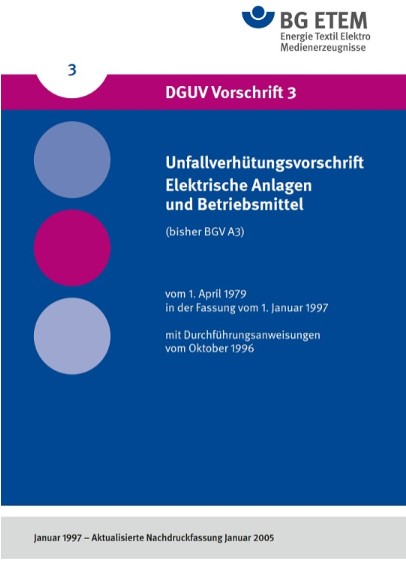 BG ETEM
Energie Textil Elektro
Medienerzeugnisse
3
DGUV Vorschrift 3
Unfallverhütungsvorschrift
Elektrische Anlagen
und Betriebsmittel
(bisher BGV A3)
vom 1. April 1979
in der Fassung vom 1. Januar 1997
mit Durchführungsanweisungen
vom Oktober 1996
Januar 1997 – Aktualisierte Nachdruckfassung Januar 2005